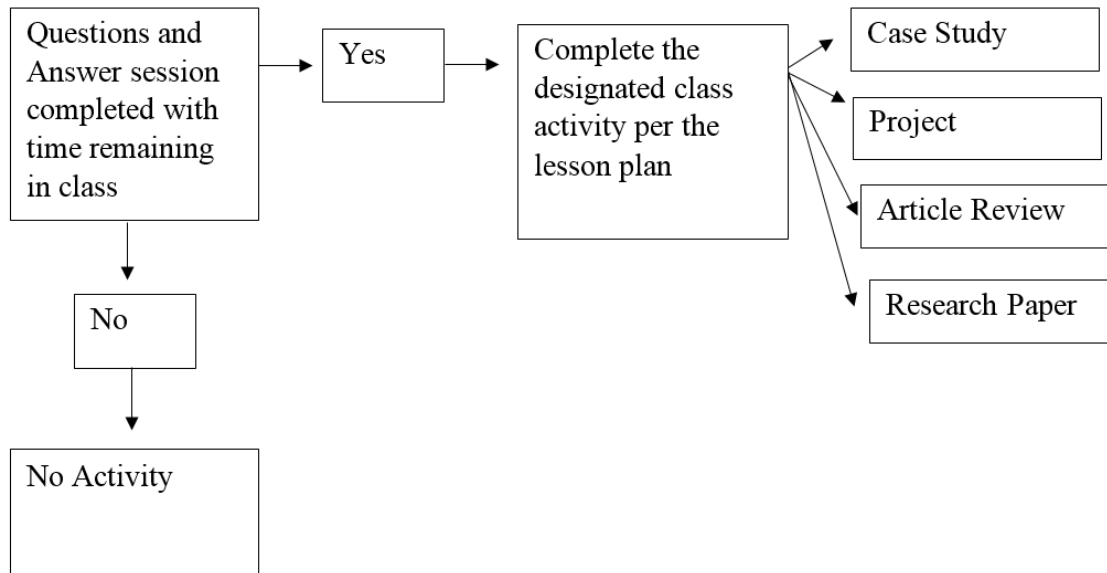 Questions and
Answer session
completed with
time remaining
in class
Yes
Complete the
designated class
activity per the
lesson plan
Case Study
Project
Article Review
Research Paper
No
No Activity